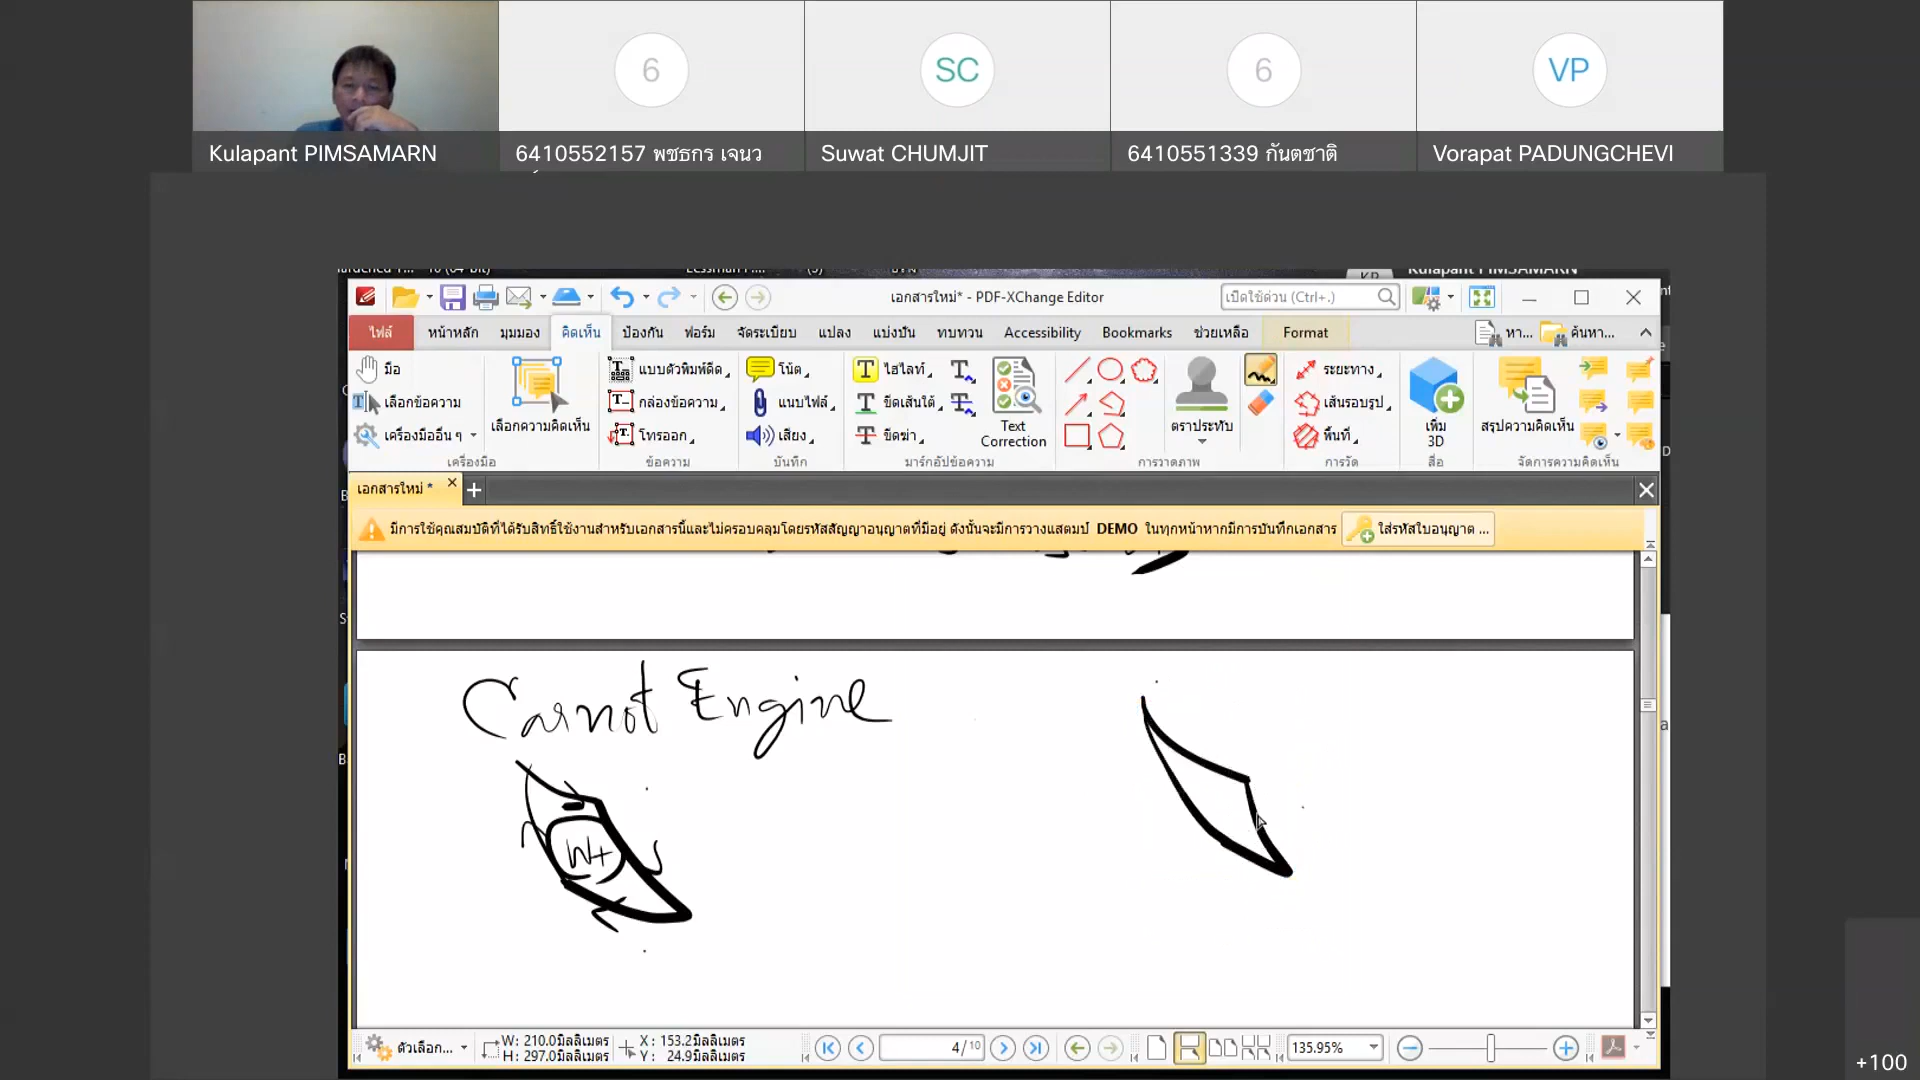 6
SC
6
VP
Kulapant PIMSAMARN
6410552157 พชธกร เจนว
Suwat CHUMJIT
6410551339 กันตชาติ
Vorapat PADUNGCHEVI
KP
Kulapant PIMSAMARN
เอกสารใหม่* - PDF-XChange Editor
เปิดใช้ด่วน (Ctrl+.)
ไฟล์
หน้าหลัก
มุมมอง
คิดเห็น
ป้องกัน
ฟอร์ม
จัดระเบียบ
แปลง
แบ่งปัน
ทบทวน
Accessibility
Bookmarks
ช่วยเหลือ
Format
หา...
ค้นหา...
มือ
เลือกข้อความ
เครื่องมืออื่น ๆ
เครื่องมือ
เลือกความคิดเห็น
แบบตัวพิมพ์ดีด
กล่องข้อความ
โทรออก
ข้อความ
โน้ต
แนบไฟล์
เสียง
บันทึก
ไฮไลท์
ขีดเส้นใต้
ขีดฆ่า
Text Correction
มาร์กอัปข้อความ
การวาดภาพ
ตราประทับ
ระยะทาง
เส้นรอบรูป
พื้นที่
การวัด
เพิ่ม 3D
สื่อ
สรุปความคิดเห็น
จัดการความคิดเห็น
เอกสารใหม่ *
มีการใช้คุณสมบัติที่ได้รับสิทธิ์ใช้งานสำหรับเอกสารนี้และไม่ครอบคลุมโดยรหัสสัญญาอนุญาตที่มีอยู่ ดังนั้นจะมีการวางแสตมป์ DEMO ในทุกหน้าหากมีการบันทึกเอกสาร
ใส่รหัสใบอนุญาต ...
Carnot Engine
W+
ตัวเลือก...
W: 210.0มิลลิเมตร
H: 297.0มิลลิเมตร
X : 153.2มิลลิเมตร
Y : 24.9มิลลิเมตร
4/10
135.95%
+100